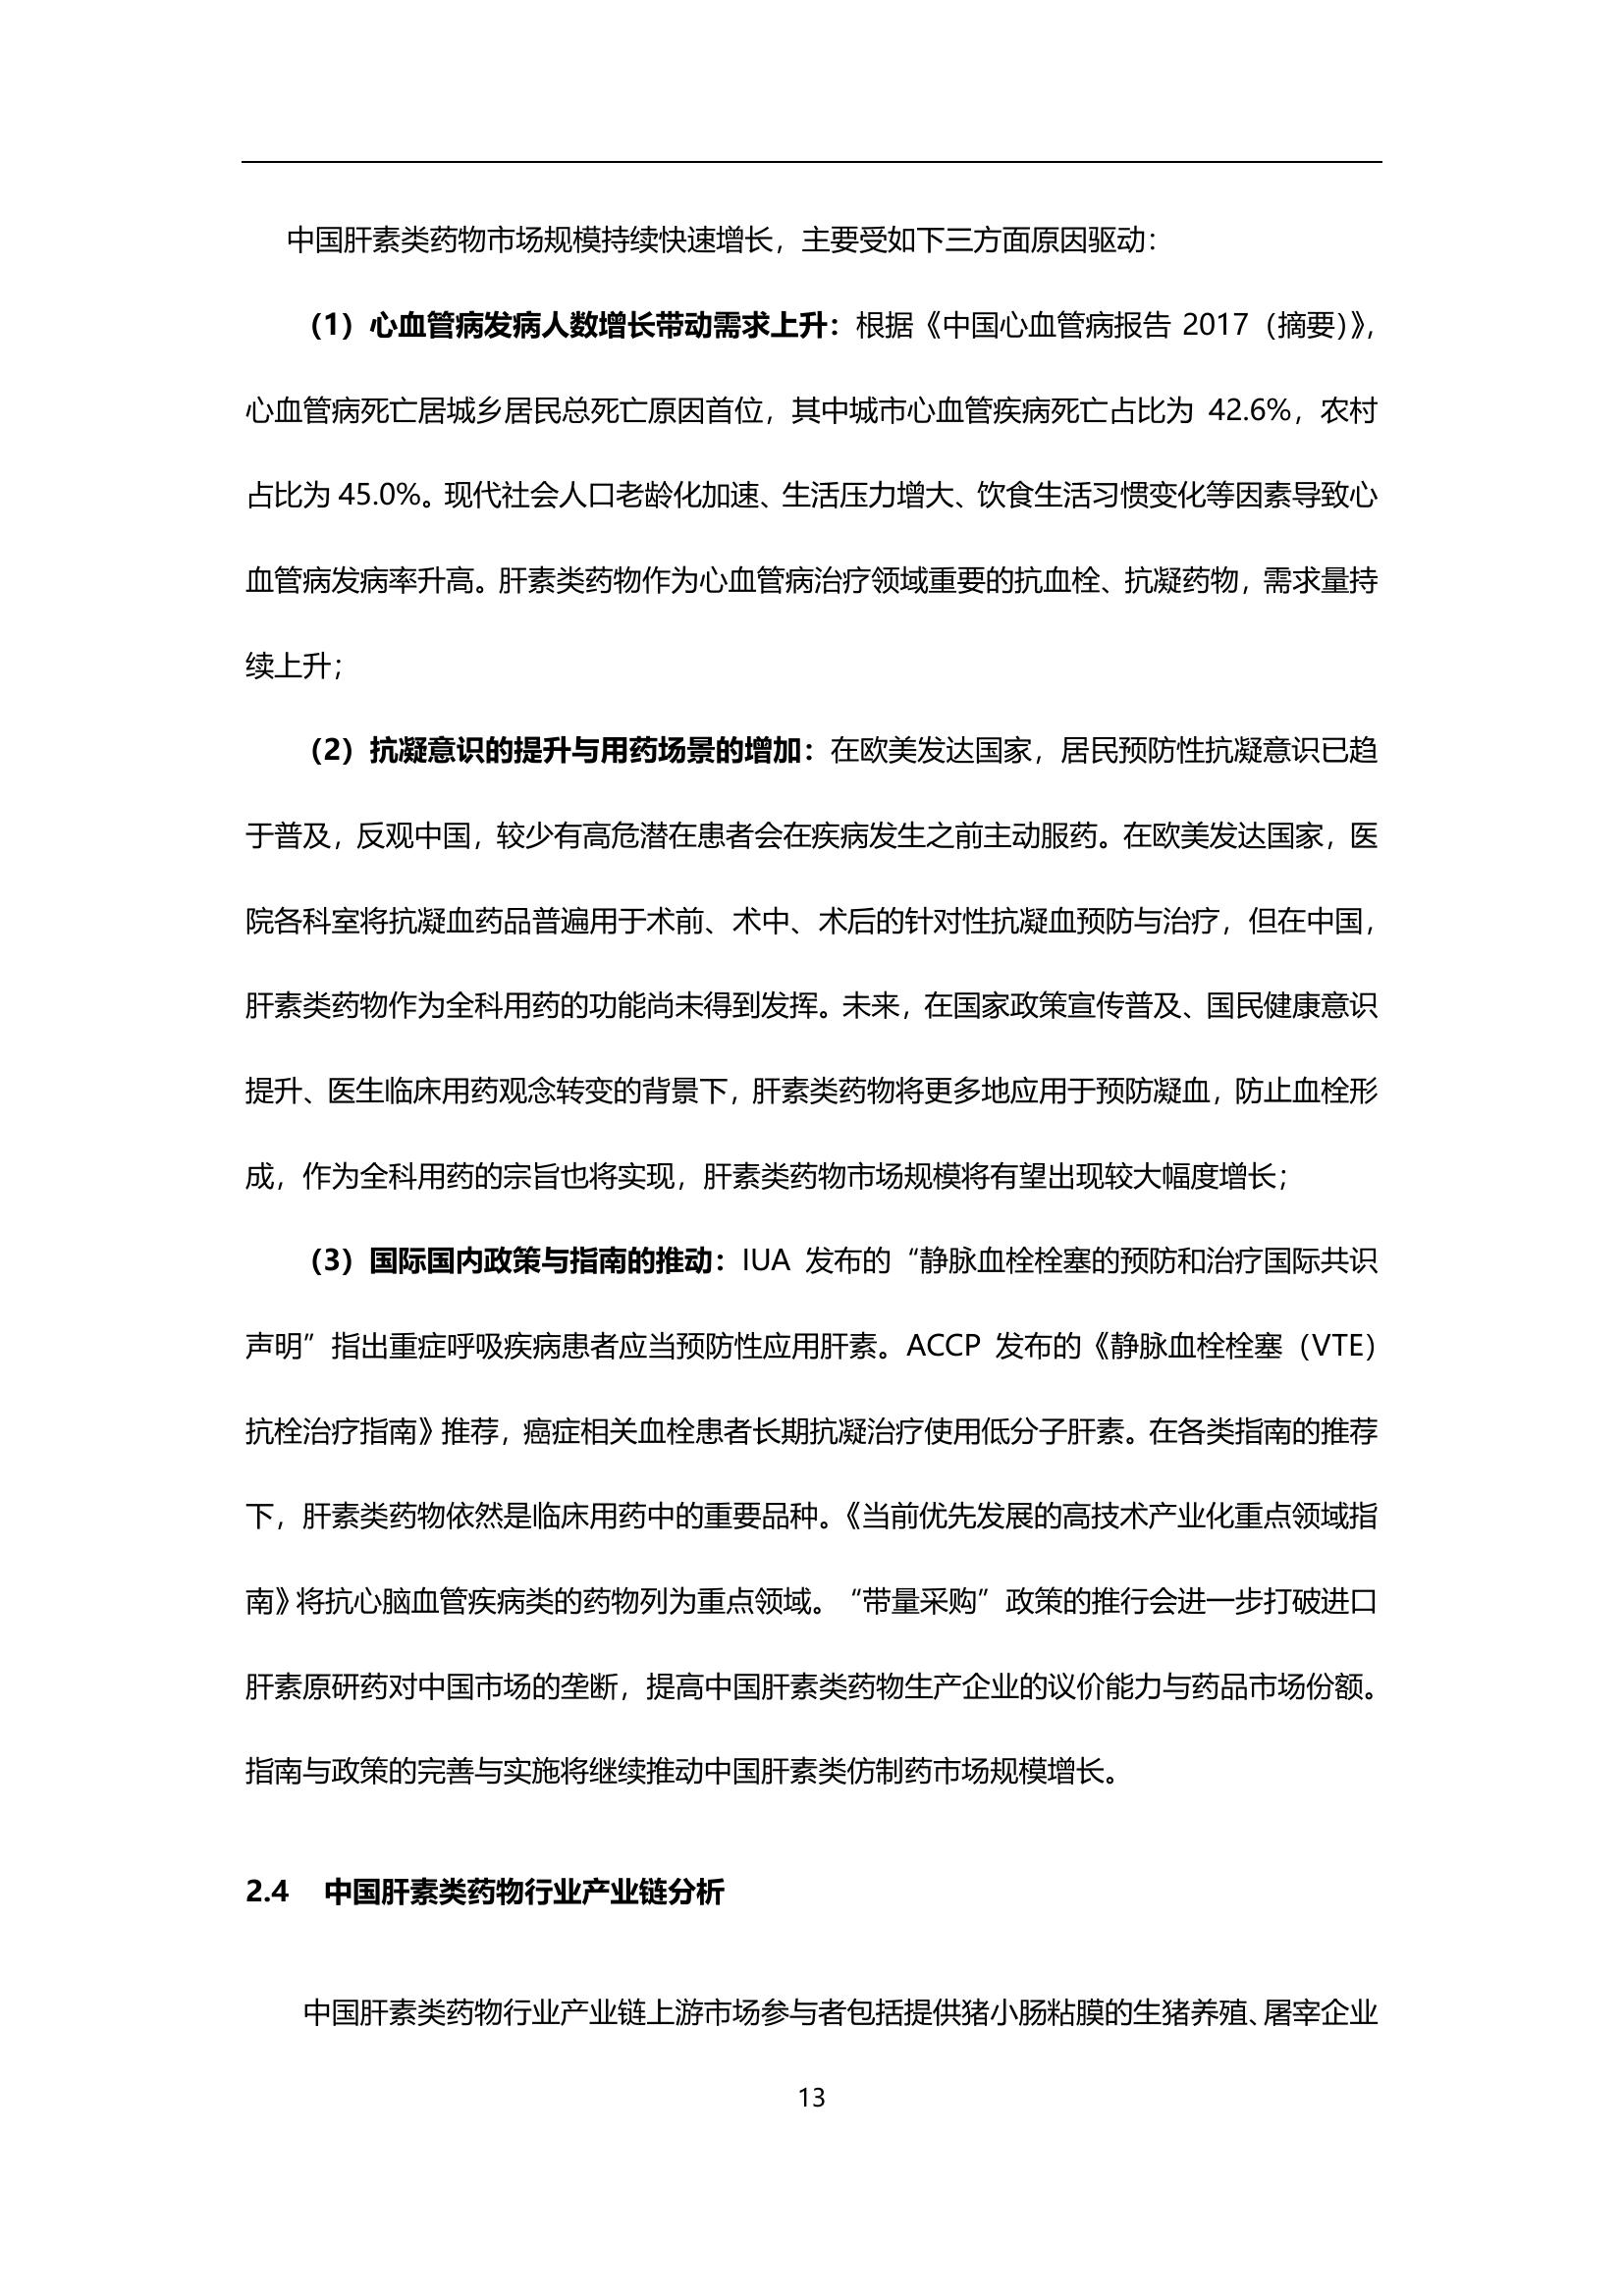 中国肝素类药物市场规模持续快速增长，主要受如下三方面原因驱动：
（1）心血管病发病人数增长带动需求上升：根据《中国心血管病报告 2017（摘要）》，
心血管病死亡居城乡居民总死亡原因首位，其中城市心血管疾病死亡占比为 42.6%，农村
占比为 45.0%。现代社会人口老龄化加速、生活压力增大、饮食生活习惯变化等因素导致心
血管病发病率升高。肝素类药物作为心血管病治疗领域重要的抗血栓、抗凝药物，需求量持
续上升；
（2）抗凝意识的提升与用药场景的增加：在欧美发达国家，居民预防性抗凝意识已趋
于普及，反观中国，较少有高危潜在患者会在疾病发生之前主动服药。在欧美发达国家，医
院各科室将抗凝血药品普遍用于术前、术中、术后的针对性抗凝血预防与治疗，但在中国，
肝素类药物作为全科用药的功能尚未得到发挥。未来，在国家政策宣传普及、国民健康意识
提升、医生临床用药观念转变的背景下，肝素类药物将更多地应用于预防凝血，防止血栓形
成，作为全科用药的宗旨也将实现，肝素类药物市场规模将有望出现较大幅度增长；
（3）国际国内政策与指南的推动：IUA 发布的“静脉血栓栓塞的预防和治疗国际共识
声明”指出重症呼吸疾病患者应当预防性应用肝素。ACCP 发布的《静脉血栓栓塞（VTE）
抗栓治疗指南》推荐，癌症相关血栓患者长期抗凝治疗使用低分子肝素。在各类指南的推荐
下，肝素类药物依然是临床用药中的重要品种。《当前优先发展的高技术产业化重点领域指
南》将抗心脑血管疾病类的药物列为重点领域。“带量采购”政策的推行会进一步打破进口
肝素原研药对中国市场的垄断，提高中国肝素类药物生产企业的议价能力与药品市场份额。
指南与政策的完善与实施将继续推动中国肝素类仿制药市场规模增长。
2.4 中国肝素类药物行业产业链分析
中国肝素类药物行业产业链上游市场参与者包括提供猪小肠粘膜的生猪养殖、屠宰企业
13